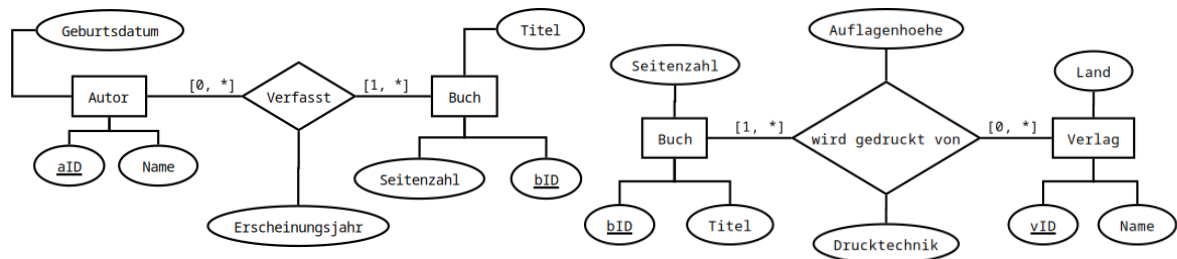 Geburtsdatum
Titel
Autor
[0, *]
Verfasst
[1, *]
Buch
aID
Name
Seitenzahl
bID
Erscheinungsjahr
Auflagenhoehe
Seitenzahl
Land
Buch
[1, *]
wird gedruckt von
[0, *]
Verlag
bID
Titel
vID
Name
Drucktechnik